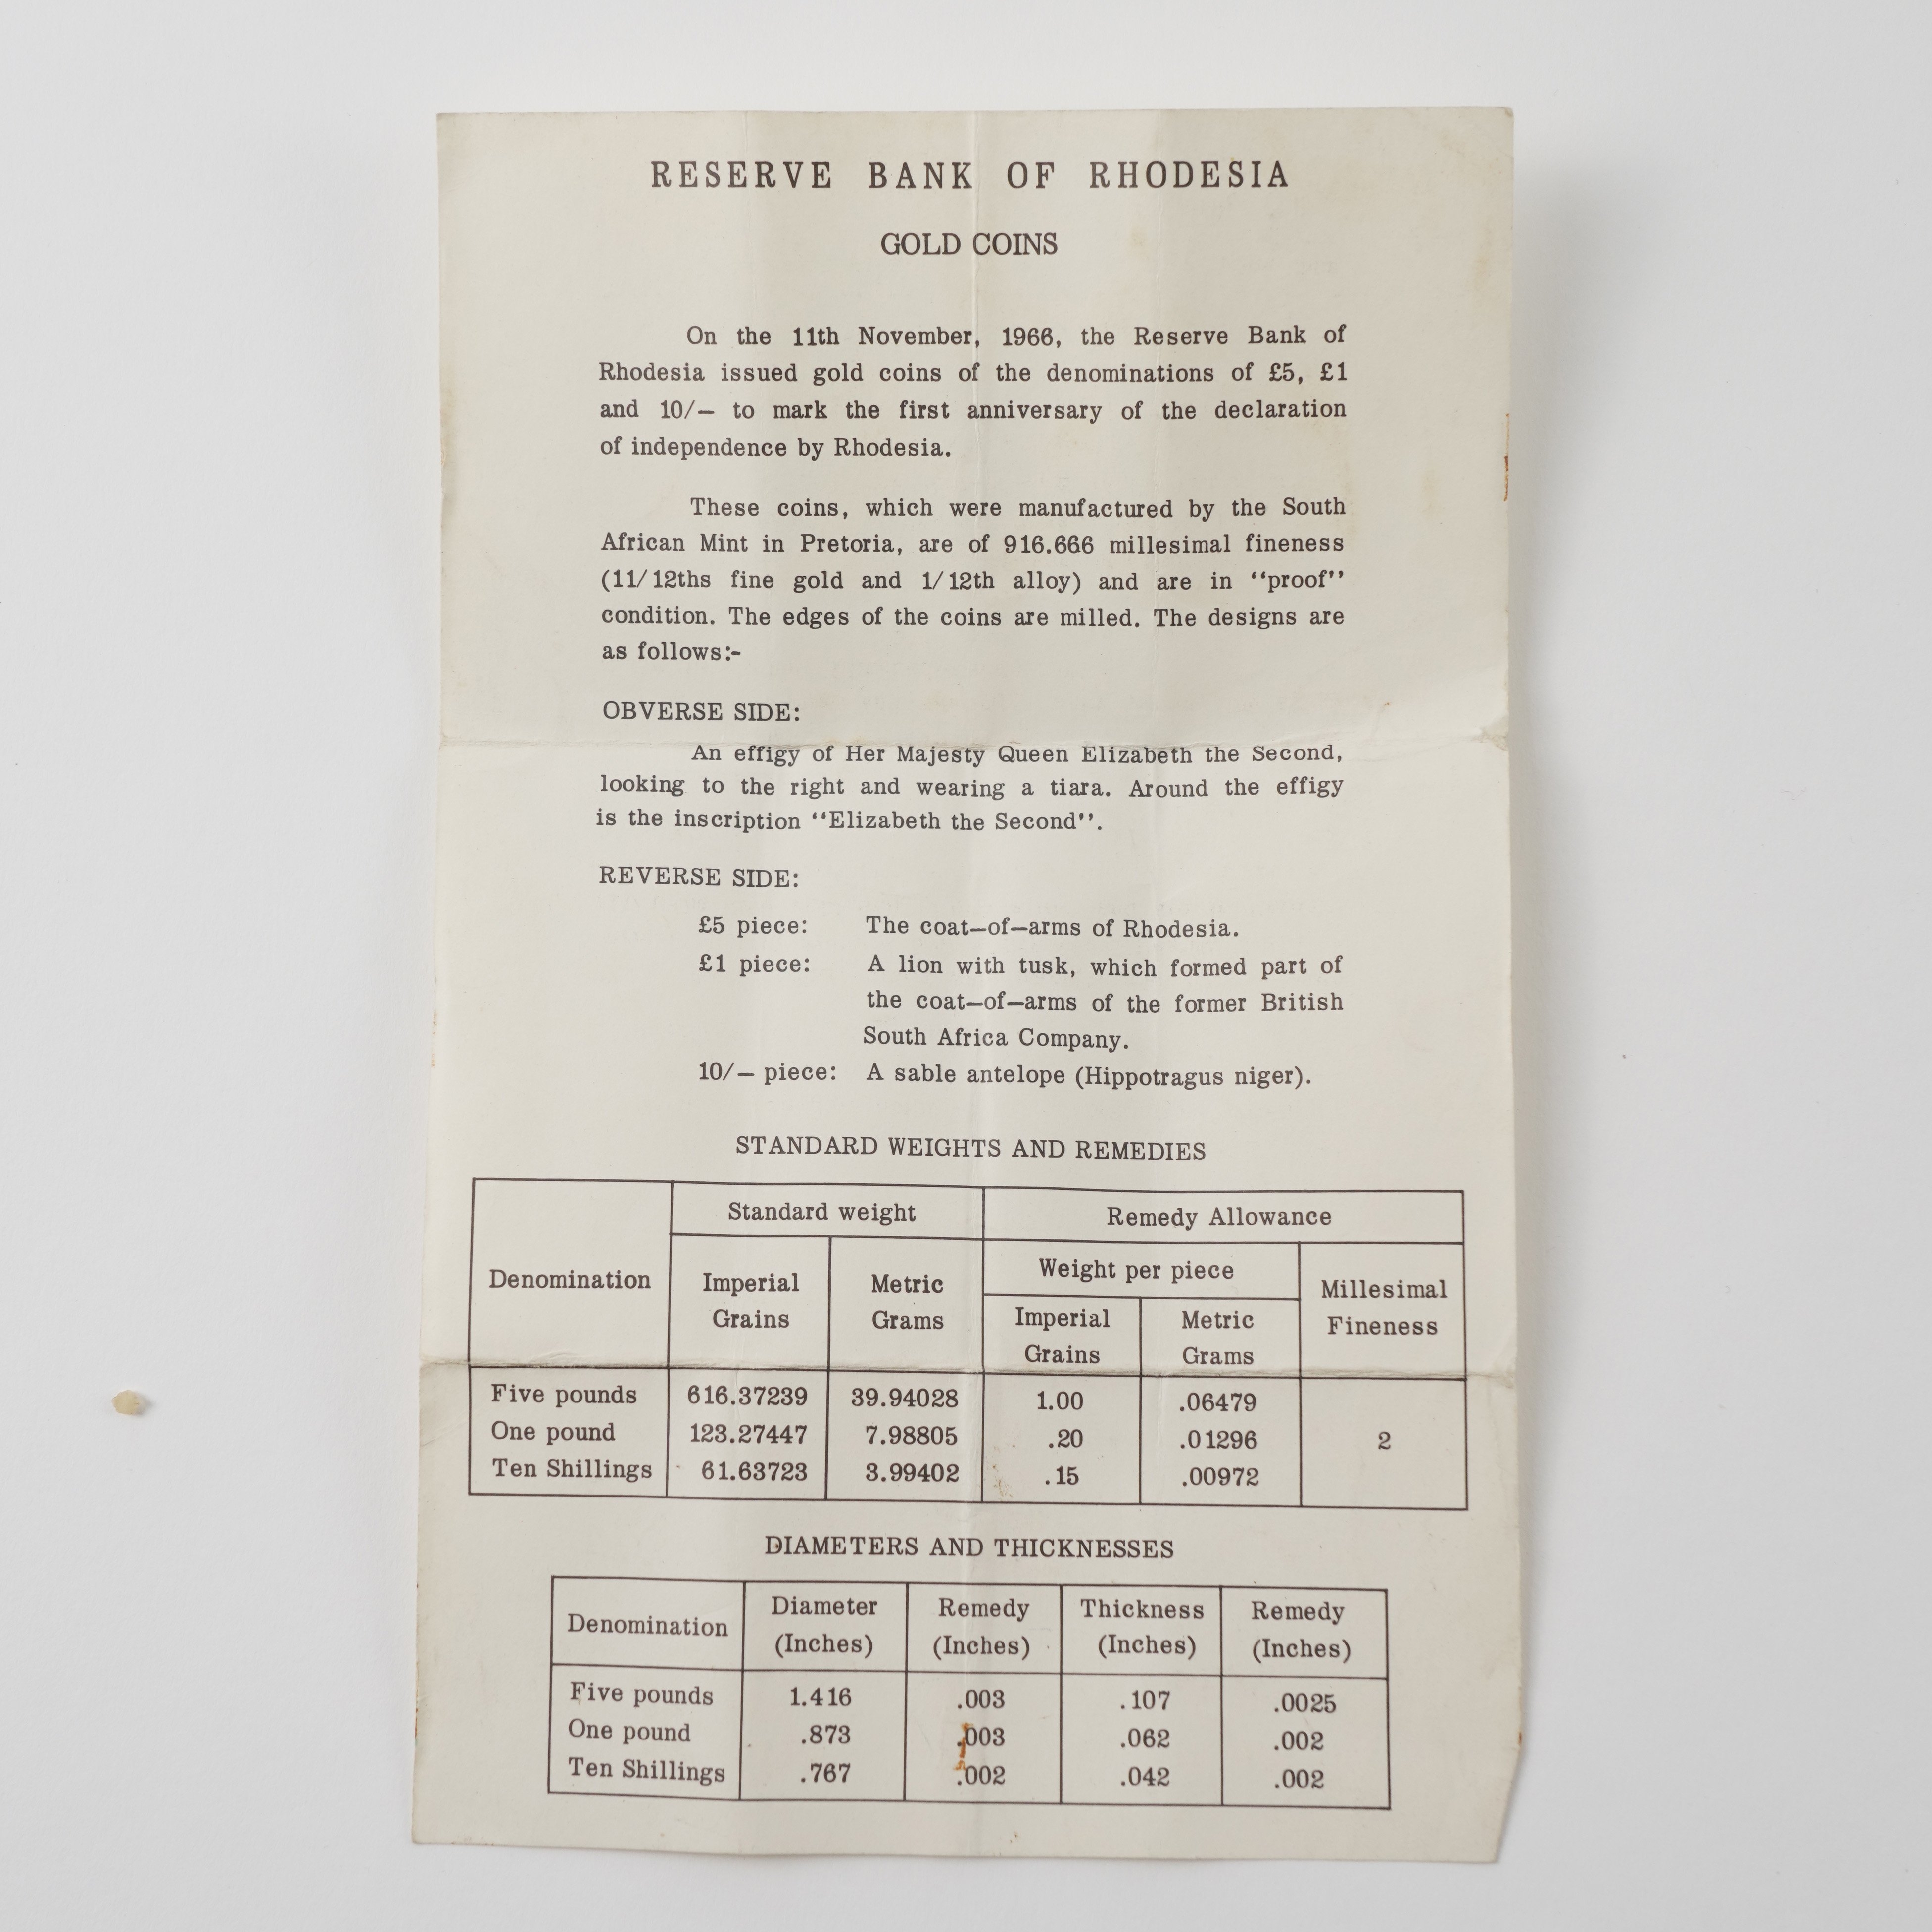 RESERVE BANK OF RHODESIA
GOLD COINS
On the 11th November, 1966, the Reserve Bank of
Rhodesia issued gold coins of the denominations of £5, £1
and 10/— to mark the first anniversary of the declaration
of independence by Rhodesia.
These coins, which were manufactured by the South
African Mint in Pretoria, are of 916.666 millesimal fineness
(11/12ths fine gold and 1/12th alloy) and are in “proof”
condition. The edges of the coins are milled. The designs are
as follows:-
OBVERSE SIDE:
An effigy of Her Majesty Queen Elizabeth the Second,
looking to the right and wearing a tiara. Around the effigy
is the inscription “Elizabeth the Second”.
REVERSE SIDE:
£5 piece: The coat—of—arms of Rhodesia.
£1 piece: A lion with tusk, which formed part of
the coat—of—arms of the former British
South Africa Company.
10/— piece: A sable antelope (Hippotragus niger).
STANDARD WEIGHTS AND REMEDIES
Standard weight Remedy Allowance
Denomination Imperial Metric Weight per piece Millesimal
Grains Grams Imperial Metric Fineness
Grains Grams
Five pounds 616.37239 39.94028 1.00 .06479
One pound 123.27447 7.98805 .20 .01296 2
Ten Shillings 61.63723 3.99402 .15 .00972
DIAMETERS AND THICKNESSES
Denomination Diameter Remedy Thickness Remedy
(Inches) (Inches) (Inches) (Inches)
Five pounds 1.416 .003 .107 .0025
One pound .873 .003 .062 .002
Ten Shillings .767 .002 .042 .002